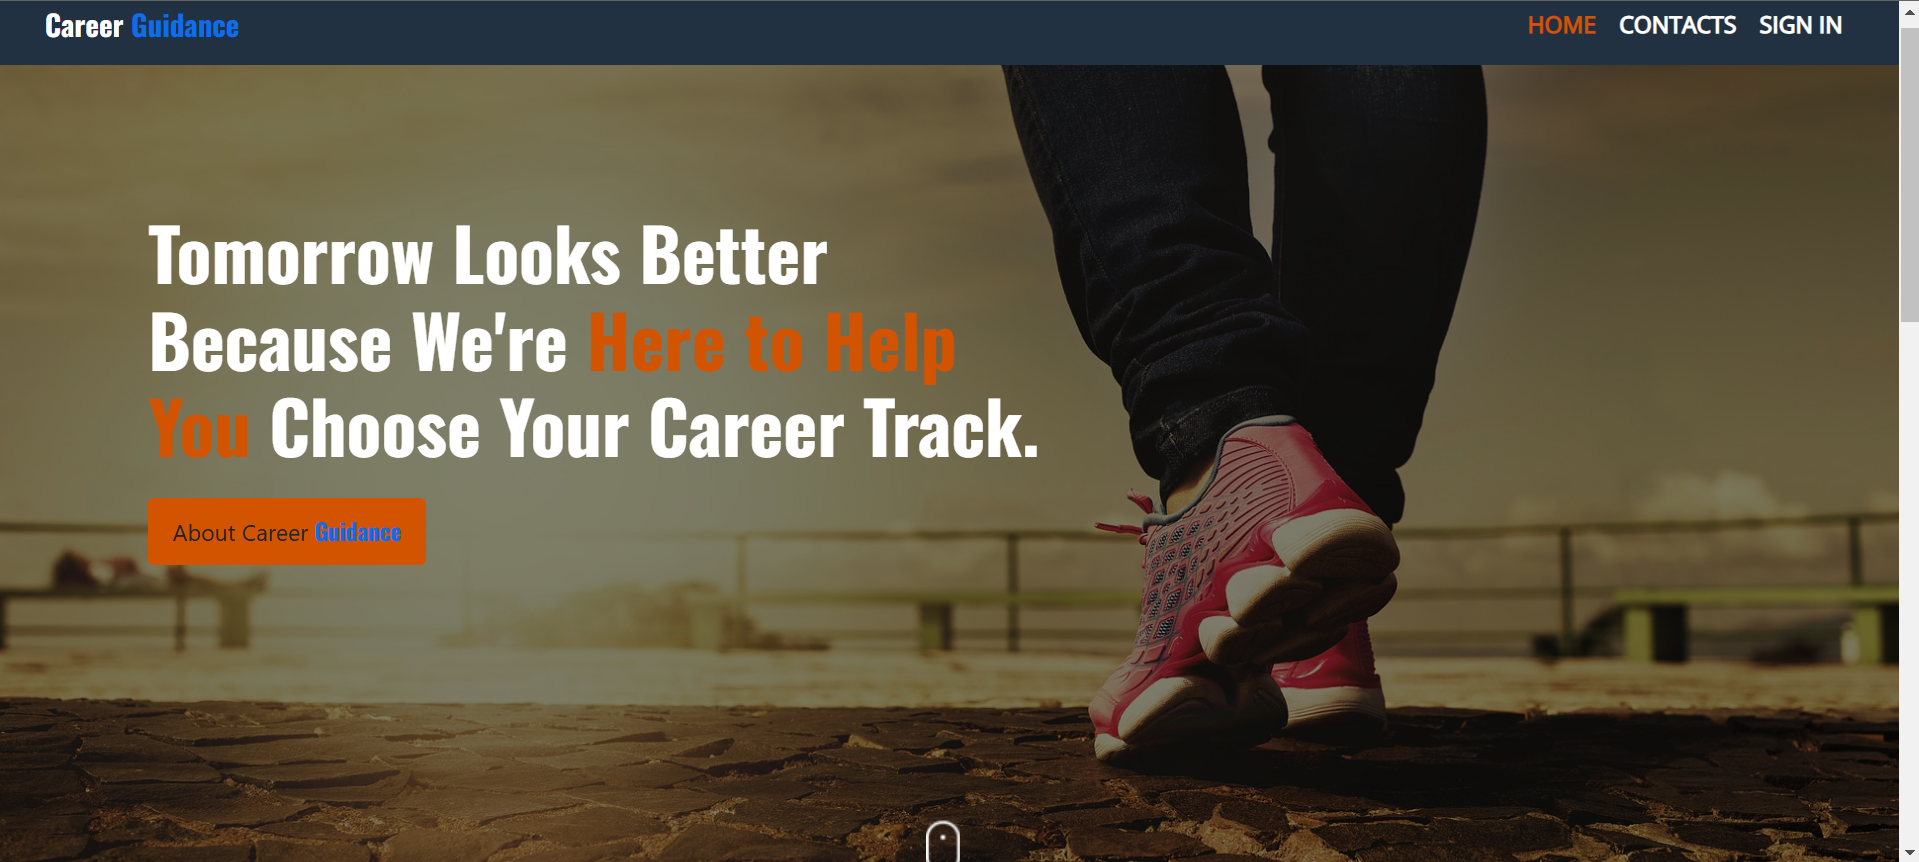 Career Guidance
HOME CONTACTS SIGN IN
Tomorrow Looks Better
Because We're Here to Help
You Choose Your Career Track.
About Career Guidance